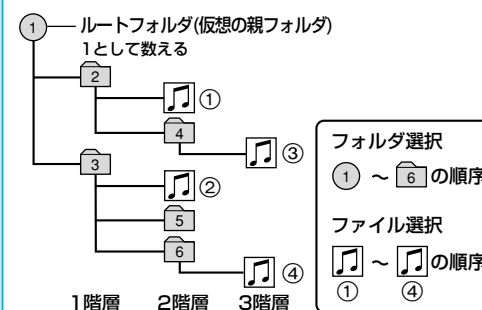 1 ルートフォルダ(仮想の親フォルダ)
1として数える
2
①
4
③
3
②
5
6
④
1階層 2階層 3階層
フォルダ選択
1 ～ 6 の順序
ファイル選択
～ の順序
① ④